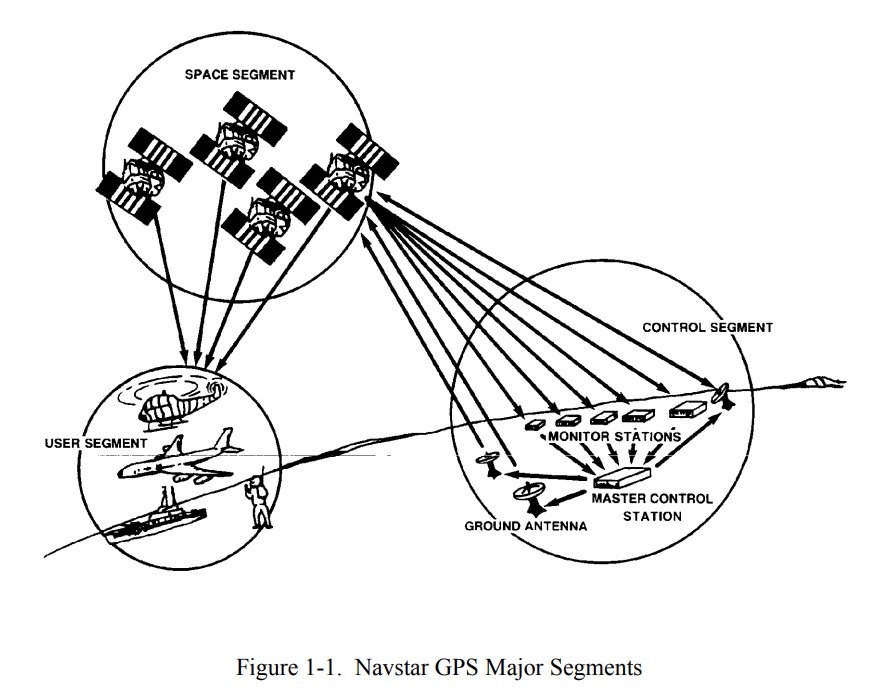 SPACE SEGMENT
CONTROL SEGMENT
USER SEGMENT
MONITOR STATIONS
MASTER CONTROL
STATION
GROUND ANTENNA
Figure 1-1. Navstar GPS Major Segments